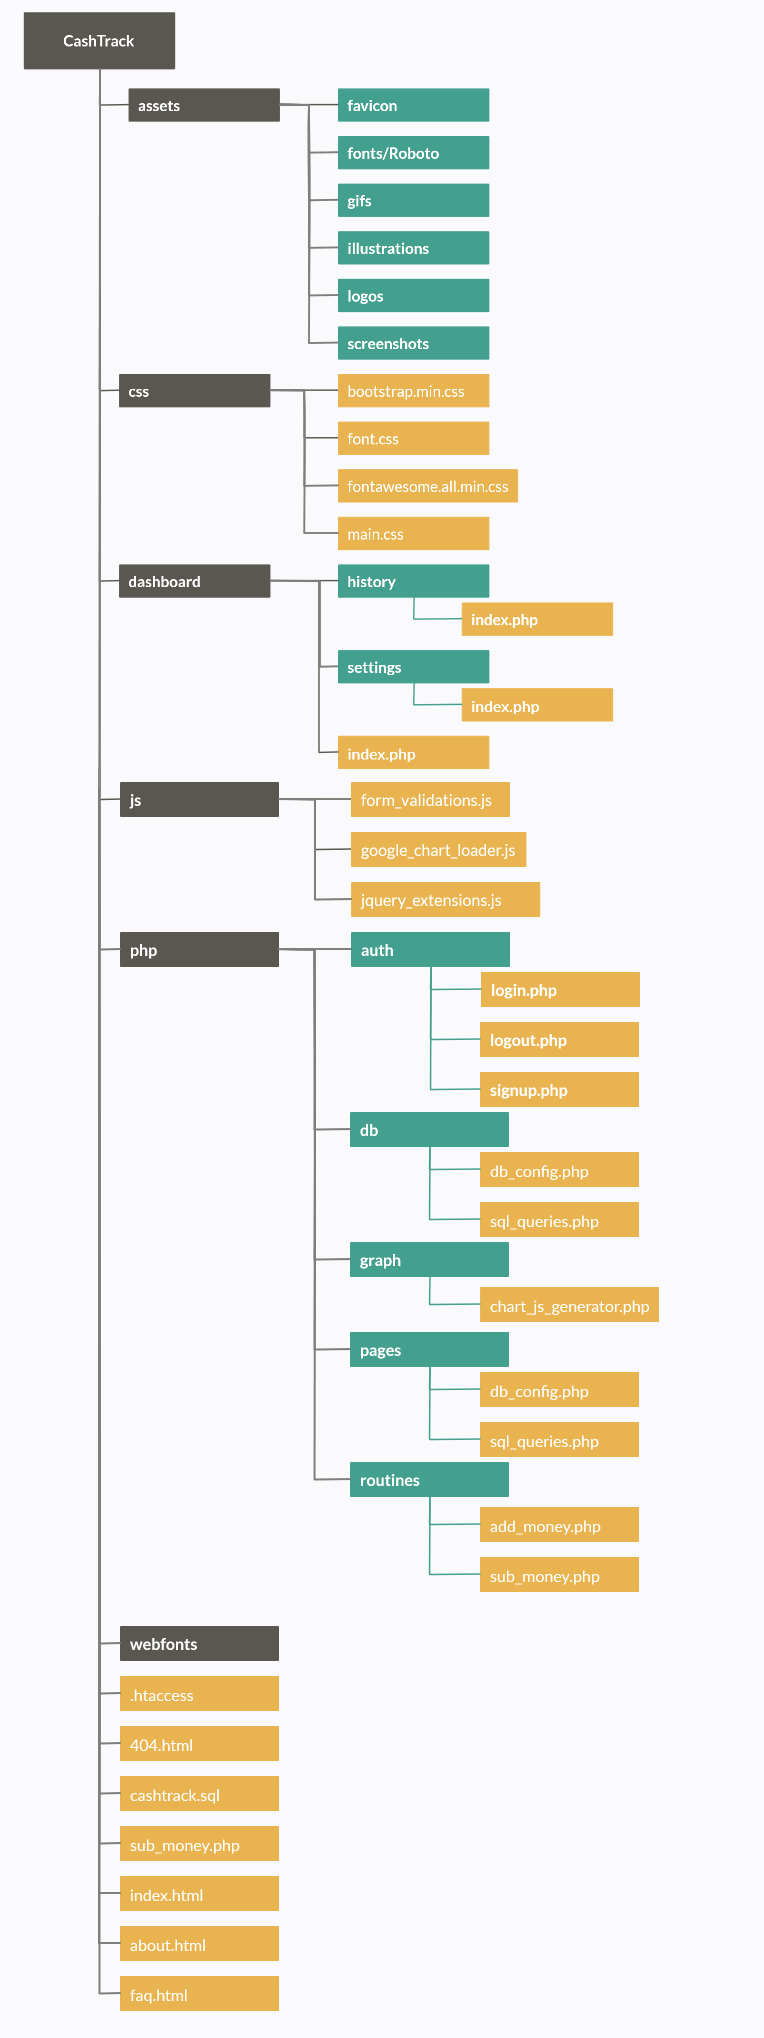 CashTrack
assets
favicon
fonts/Roboto
gifs
illustrations
logos
screenshots
css
bootstrap.min.css
font.css
fontawesome.all.min.css
main.css
dashboard
history
index.php
settings
index.php
index.php
js
form_validations.js
google_chart_loader.js
jquery_extensions.js
php
auth
login.php
logout.php
signup.php
db
db_config.php
sql_queries.php
graph
chart_js_generator.php
pages
db_config.php
sql_queries.php
routines
add_money.php
sub_money.php
webfonts
.htaccess
404.html
cashtrack.sql
sub_money.php
index.html
about.html
faq.html